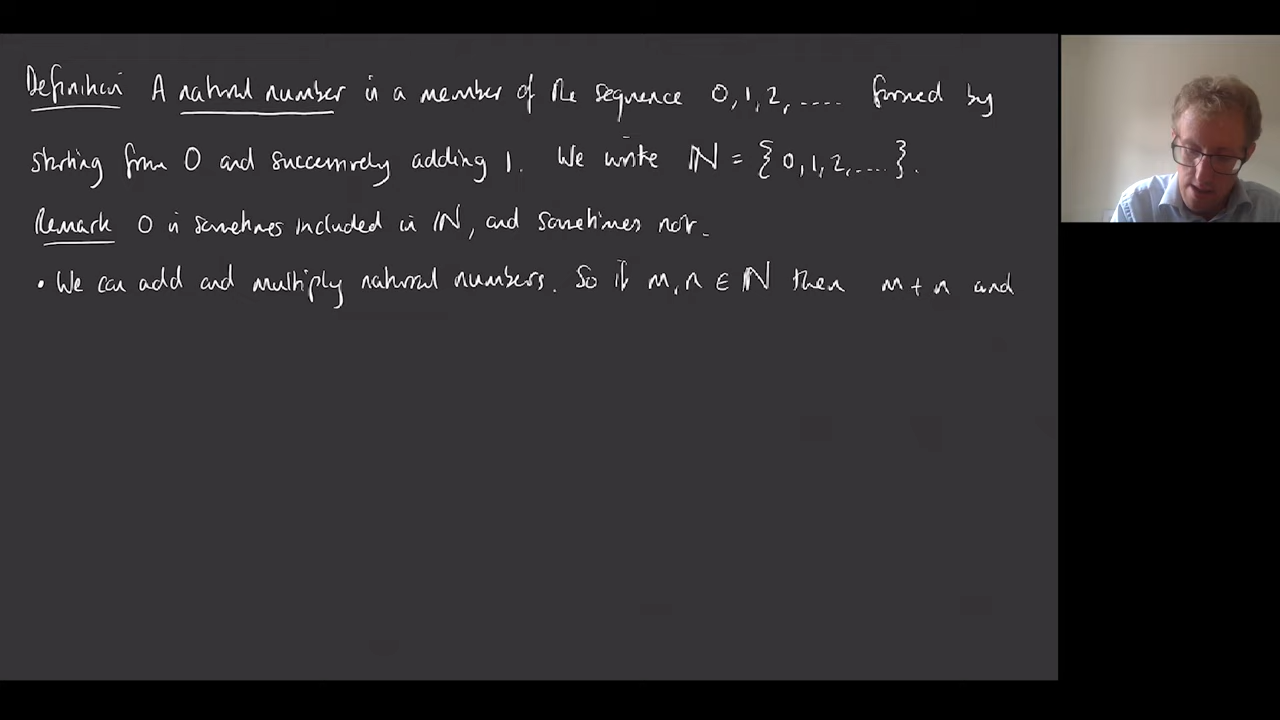 Definition A natural number is a member of the sequence 0, 1, 2, .... formed by
starting from 0 and successively adding 1. We write ℕ = {0, 1, 2, ....}.
Remark 0 is sometimes included in ℕ, and sometimes not.
• We can add and multiply natural numbers. So if m, n ∈ ℕ then m + n and